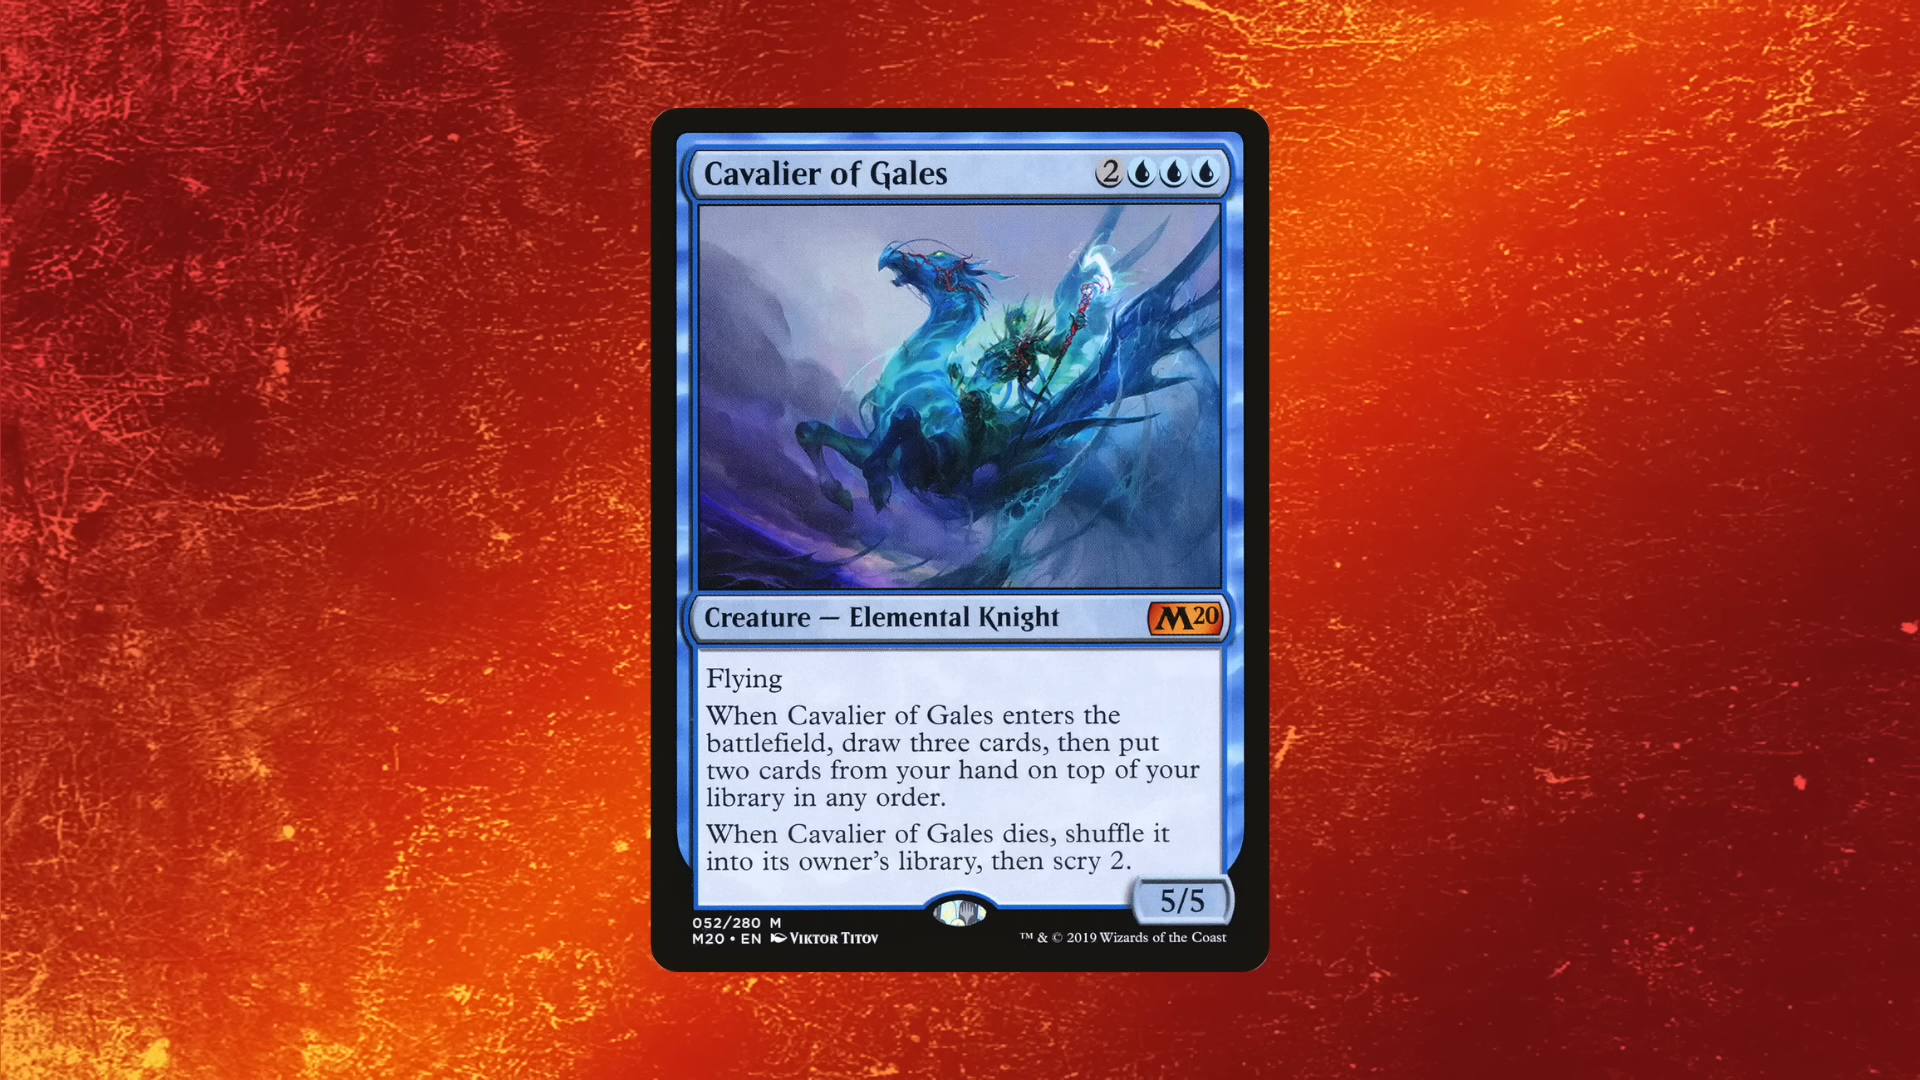 Cavalier of Gales 2
Creature — Elemental Knight M20
Flying
When Cavalier of Gales enters the
battlefield, draw three cards, then put
two cards from your hand on top of your
library in any order.
When Cavalier of Gales dies, shuffle it
into its owner's library, then scry 2.
5/5
052/280 M
M20 • EN Viktor Titov
™ & © 2019 Wizards of the Coast